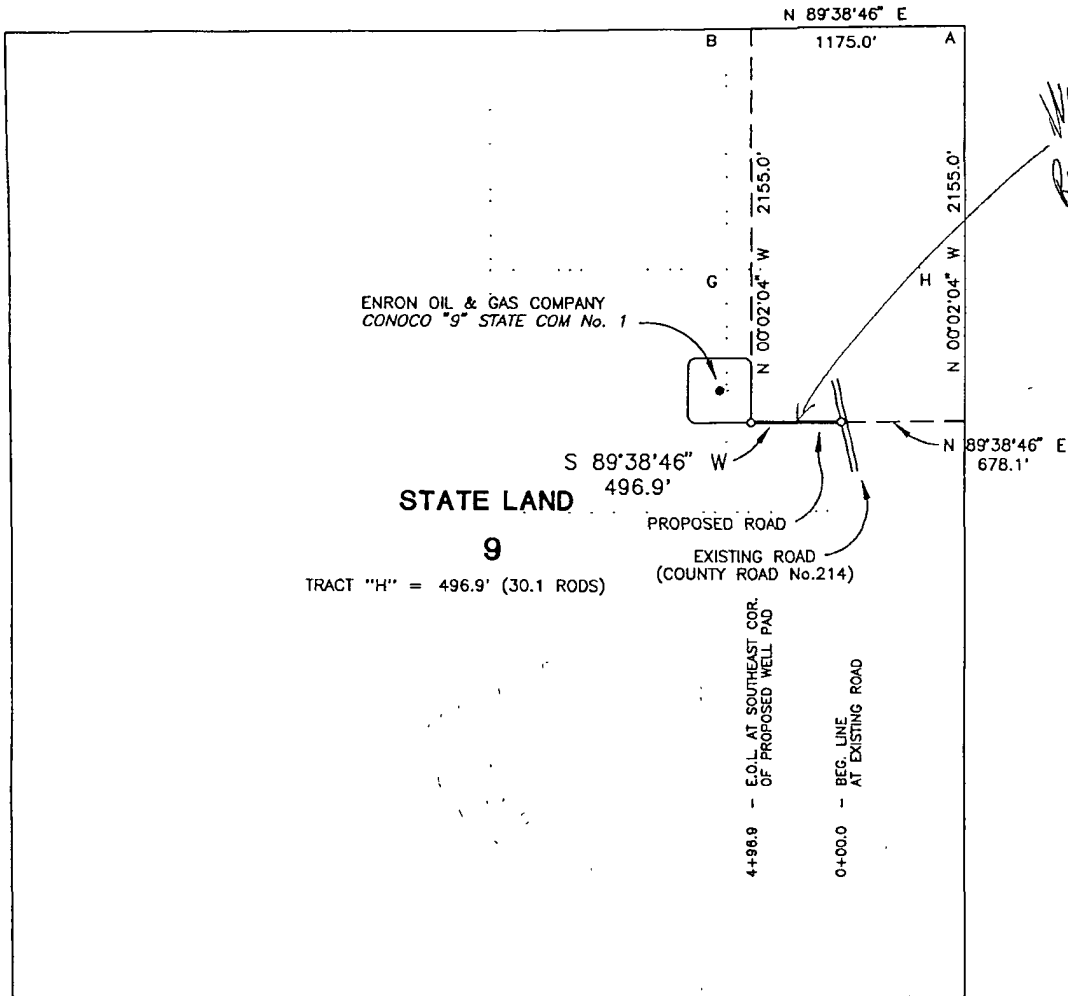 N 89°38'46" E
1175.0'
B
A
2155.0'
N 00°02'04" W
2155.0'
N 00°02'04" W
G
H
ENRON OIL & GAS COMPANY
CONOCO "9" STATE COM No. 1
S 89°38'46" W
496.9'
N 89°38'46" E
678.1'
STATE LAND
9
PROPOSED ROAD
EXISTING ROAD
(COUNTY ROAD No.214)
TRACT "H" = 496.9' (30.1 RODS)
4+96.9 - E.O.L. AT SOUTHEAST COR.
OF PROPOSED WELL PAD
0+00.0 - BEG. LINE
AT EXISTING ROAD